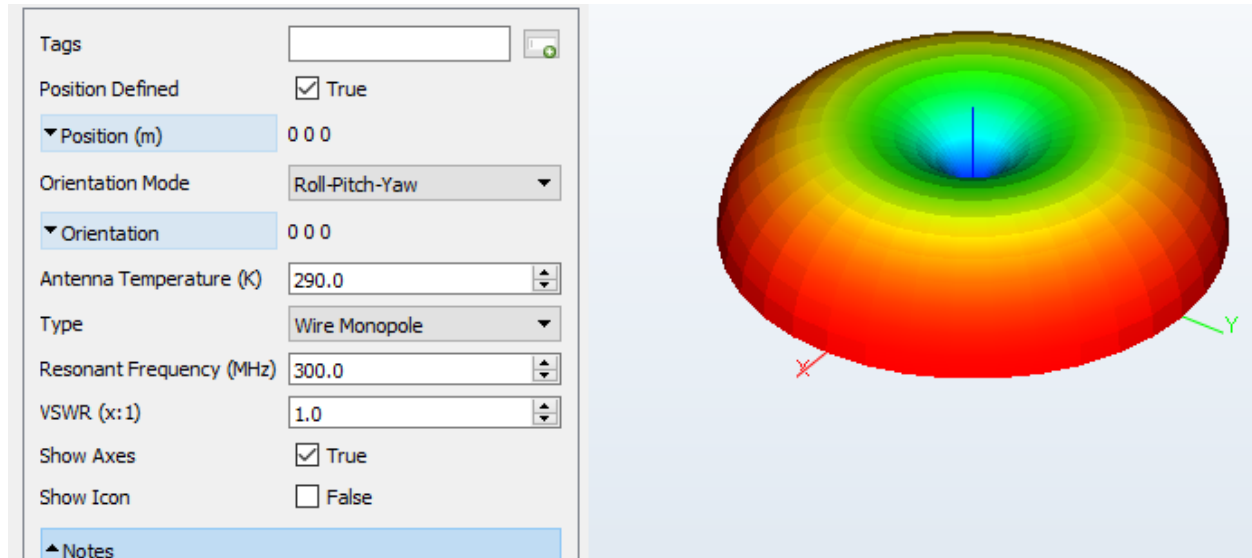 Tags
Position Defined True
Position (m) 0 0 0
Orientation Mode Roll-Pitch-Yaw
Orientation 0 0 0
Antenna Temperature (K) 290.0
Type Wire Monopole
Resonant Frequency (MHz) 300.0
VSWR (x:1) 1.0
Show Axes True
Show Icon False
Notes
X
Y